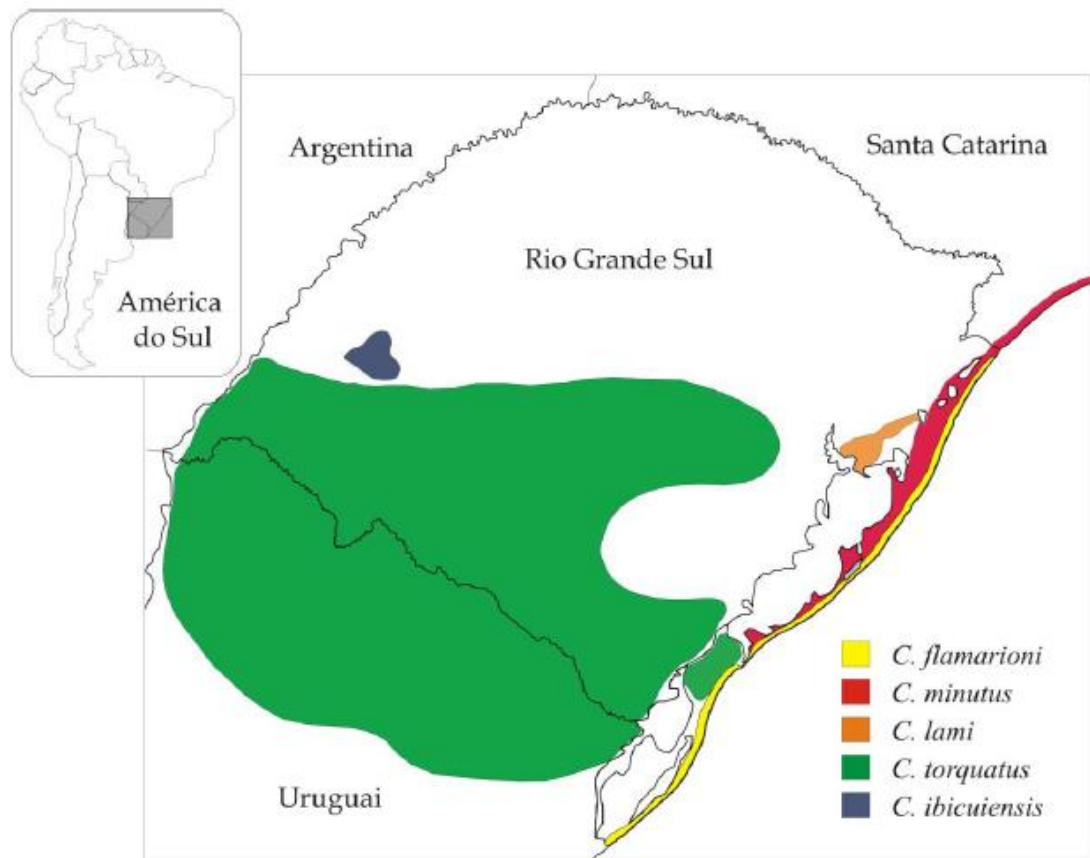 América
do Sul
Argentina
Santa Catarina
Rio Grande Sul
Uruguai
C. flamarioni
C. minutus
C. lami
C. torquatus
C. ibicuiensis